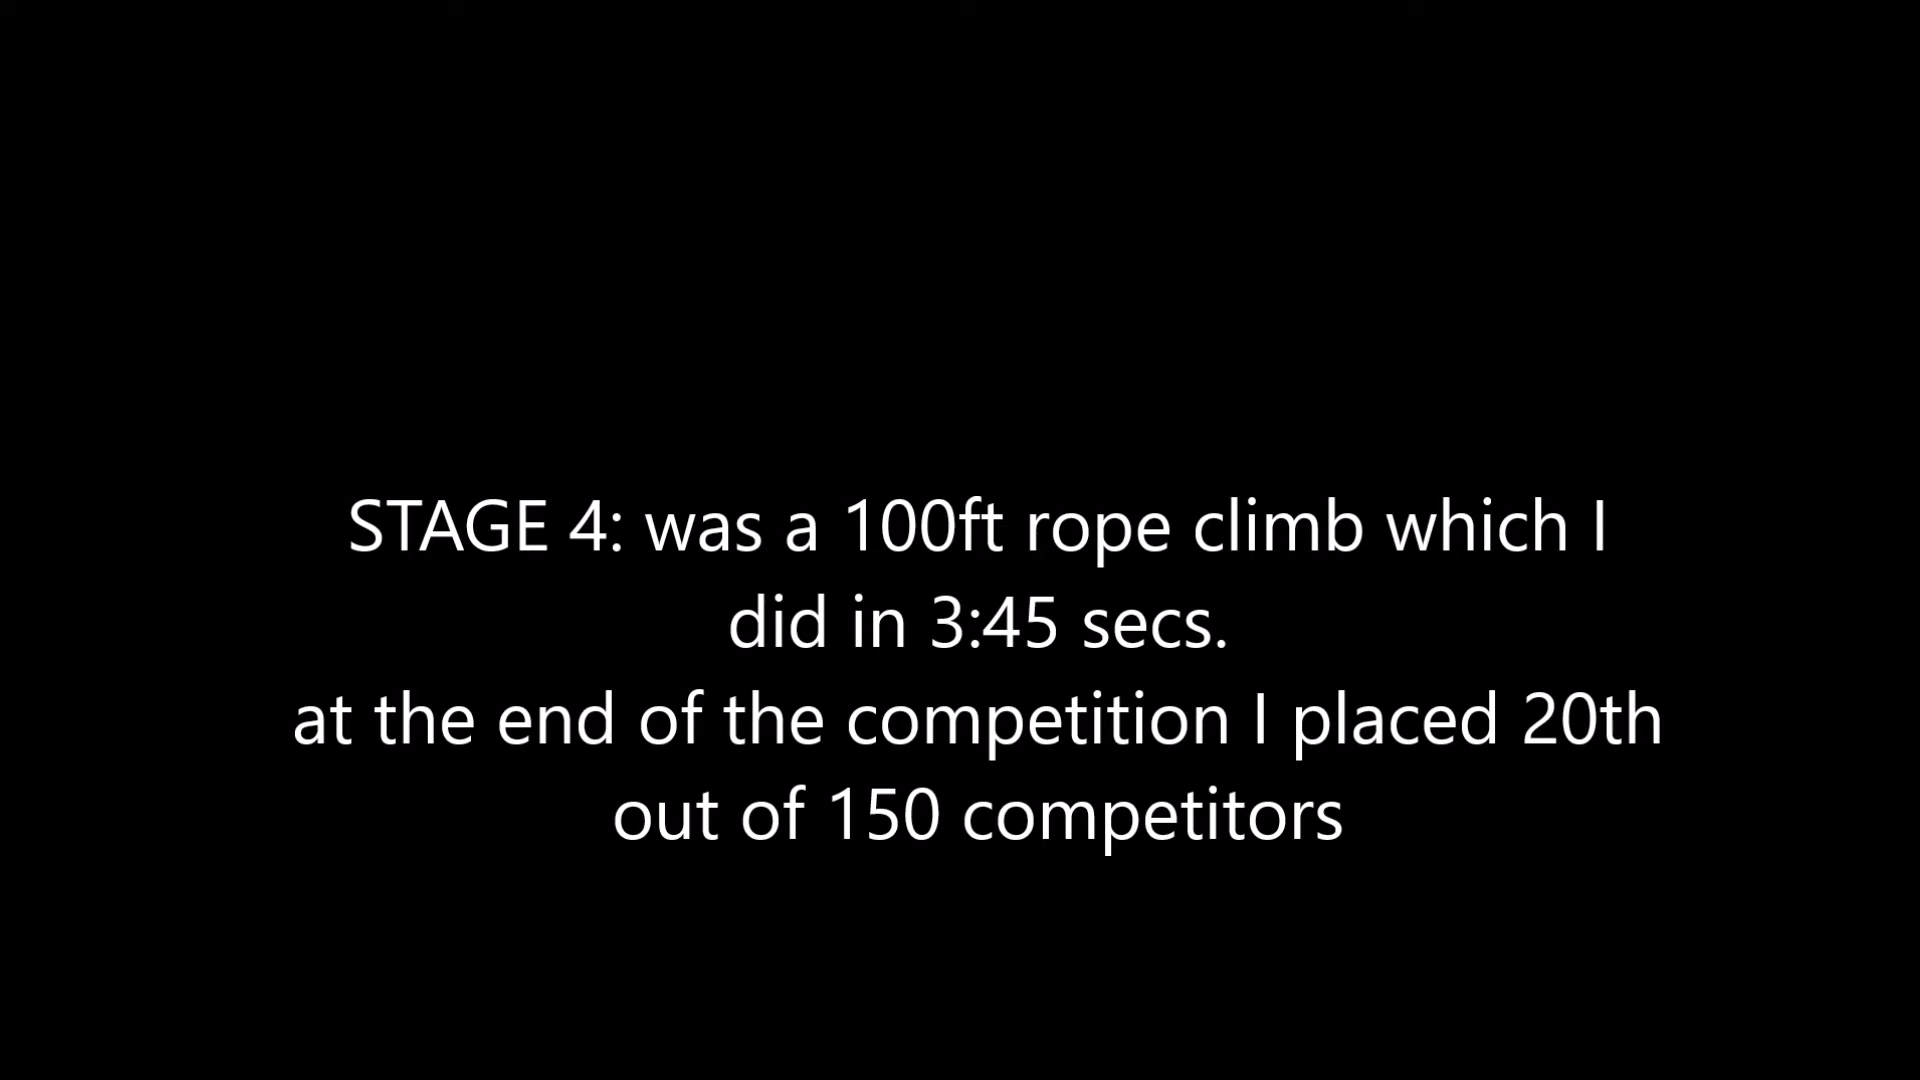 STAGE 4: was a 100ft rope climb which I
did in 3:45 secs.
at the end of the competition I placed 20th
out of 150 competitors